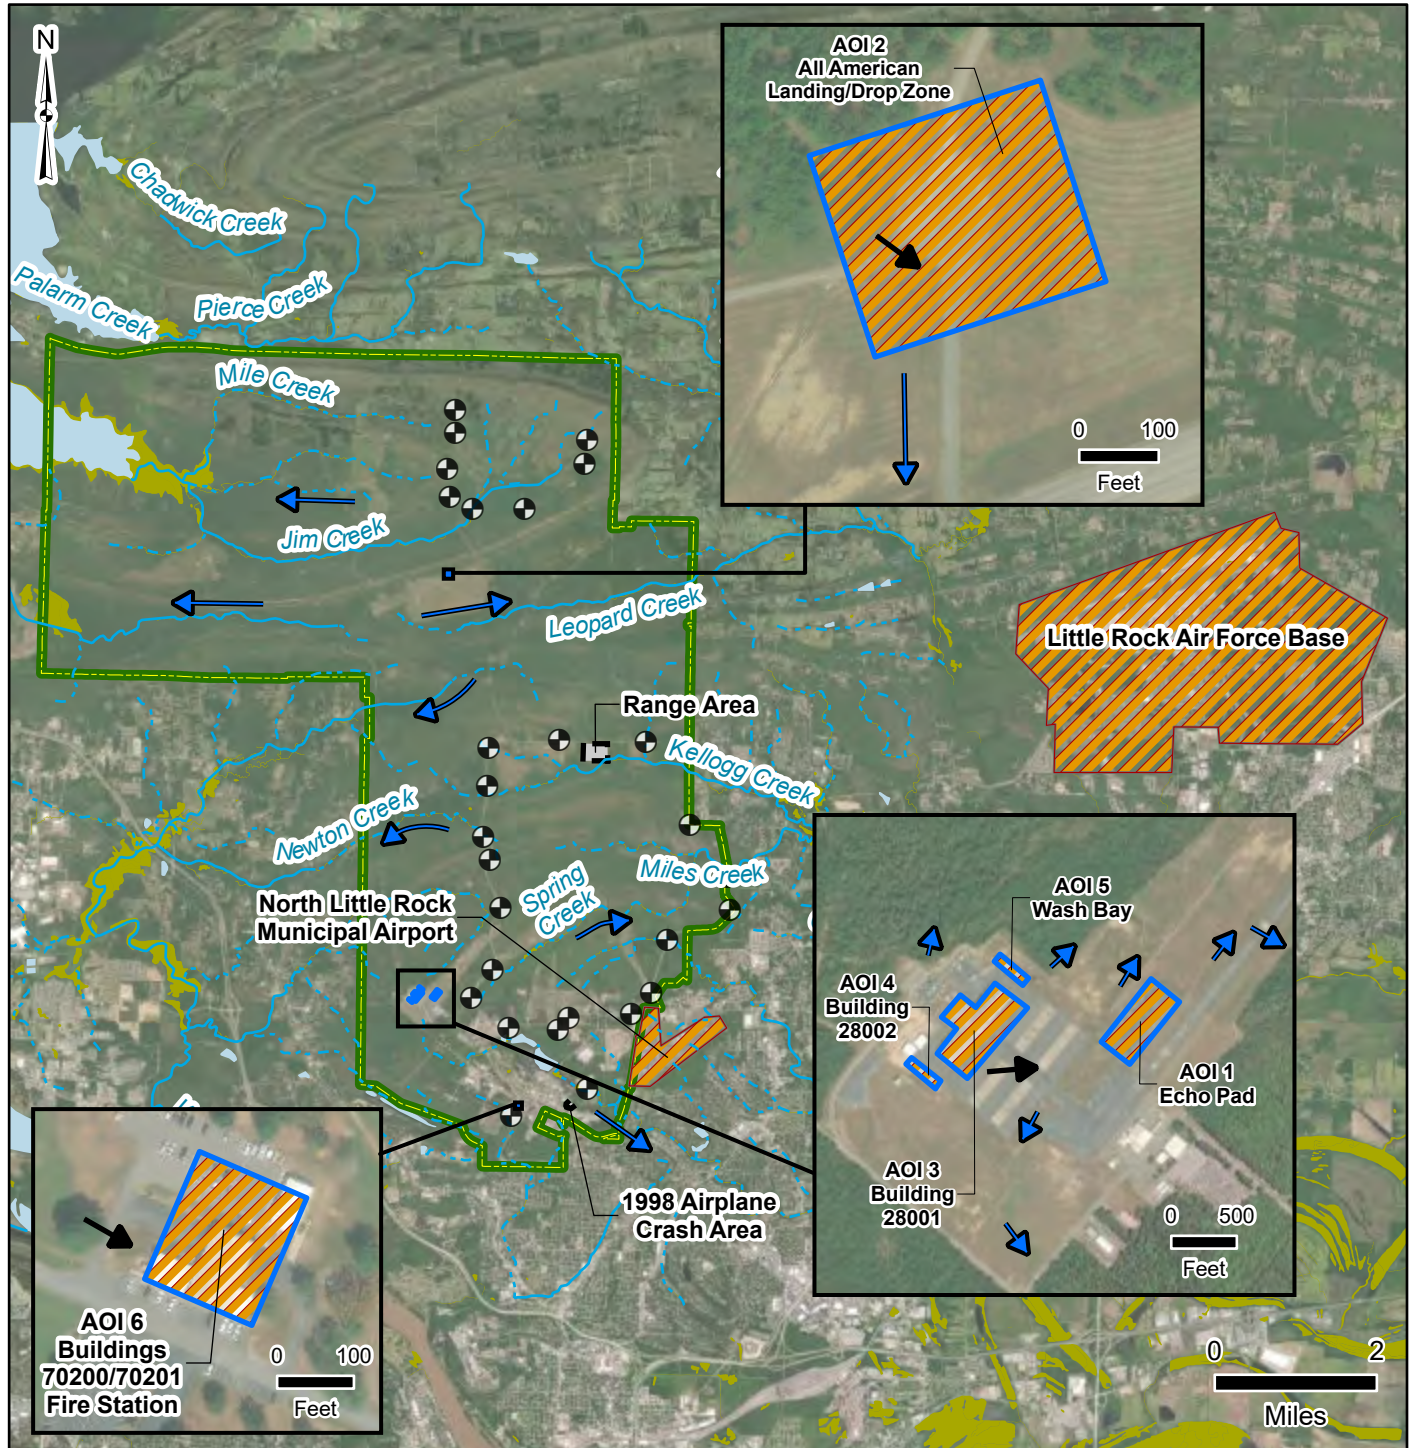 N
AOI 2
All American
Landing/Drop Zone
0 100
Feet
Chadwick Creek
Palarm Creek
Pierce Creek
Mile Creek
Jim Creek
Leopard Creek
Little Rock Air Force Base
Range Area
Kellogg Creek
Newton Creek
Miles Creek
Spring
Creek
North Little Rock
Municipal Airport
AOI 5
Wash Bay
AOI 4
Building
28002
AOI 1
Echo Pad
AOI 3
Building
28001
0 500
Feet
1998 Airplane
Crash Area
AOI 6
Buildings
70200/70201
Fire Station
0 100
Feet
0 2
Miles